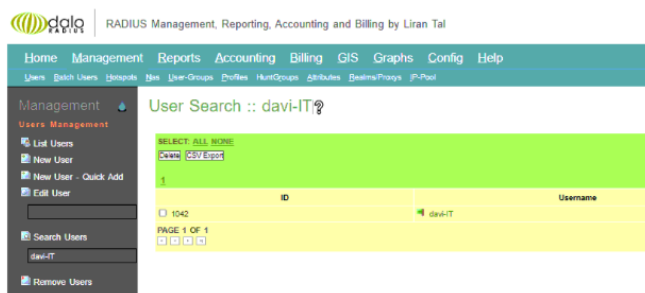 dalo RADIUS
RADIUS Management, Reporting, Accounting and Billing by Liran Tal
Home Management Reports Accounting Billing GIS Graphs Config Help
Users Batch Users Hotspots Nas User-Groups Profiles HuntGroups Attributes Realms/Proxys IP-Pool
Management
Users Management
List Users
New User
New User - Quick Add
Edit User
Search Users
davi-IT
Remove Users
User Search :: davi-IT?
SELECT: ALL NONE
Delete CSV Export
1
ID Username
1042 davi-IT
PAGE 1 OF 1